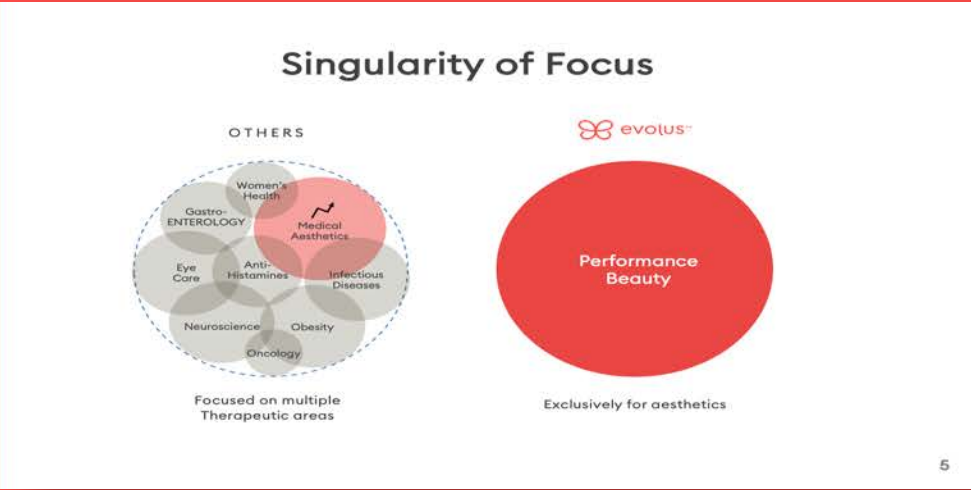 Singularity of Focus
OTHERS
Women's
Health
Gastro-
ENTEROLOGY
Medical
Aesthetics
Eye
Care
Anti-
Histamines
Infectious
Diseases
Neuroscience
Obesity
Oncology
Focused on multiple
Therapeutic areas
evolus™
Performance
Beauty
Exclusively for aesthetics
5